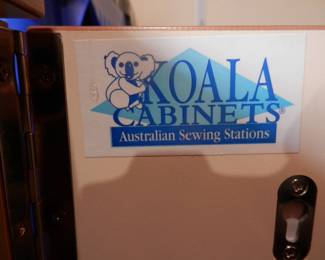 KOALA
CABINETS
Australian Sewing Stations